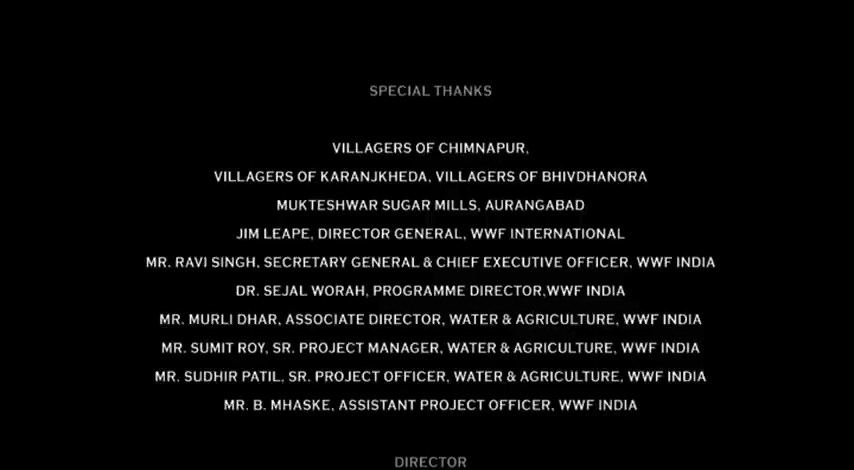 SPECIAL THANKS
VILLAGERS OF CHIMNAPUR,
VILLAGERS OF KARANJKHEDA, VILLAGERS OF BHIVDHANORA
MUKTESHWAR SUGAR MILLS, AURANGABAD
JIM LEAPE, DIRECTOR GENERAL, WWF INTERNATIONAL
MR. RAVI SINGH, SECRETARY GENERAL & CHIEF EXECUTIVE OFFICER, WWF INDIA
DR. SEJAL WORAH, PROGRAMME DIRECTOR,WWF INDIA
MR. MURLI DHAR, ASSOCIATE DIRECTOR, WATER & AGRICULTURE, WWF INDIA
MR. SUMIT ROY, SR. PROJECT MANAGER, WATER & AGRICULTURE, WWF INDIA
MR. SUDHIR PATIL, SR. PROJECT OFFICER, WATER & AGRICULTURE, WWF INDIA
MR. B. MHASKE, ASSISTANT PROJECT OFFICER, WWF INDIA
DIRECTOR